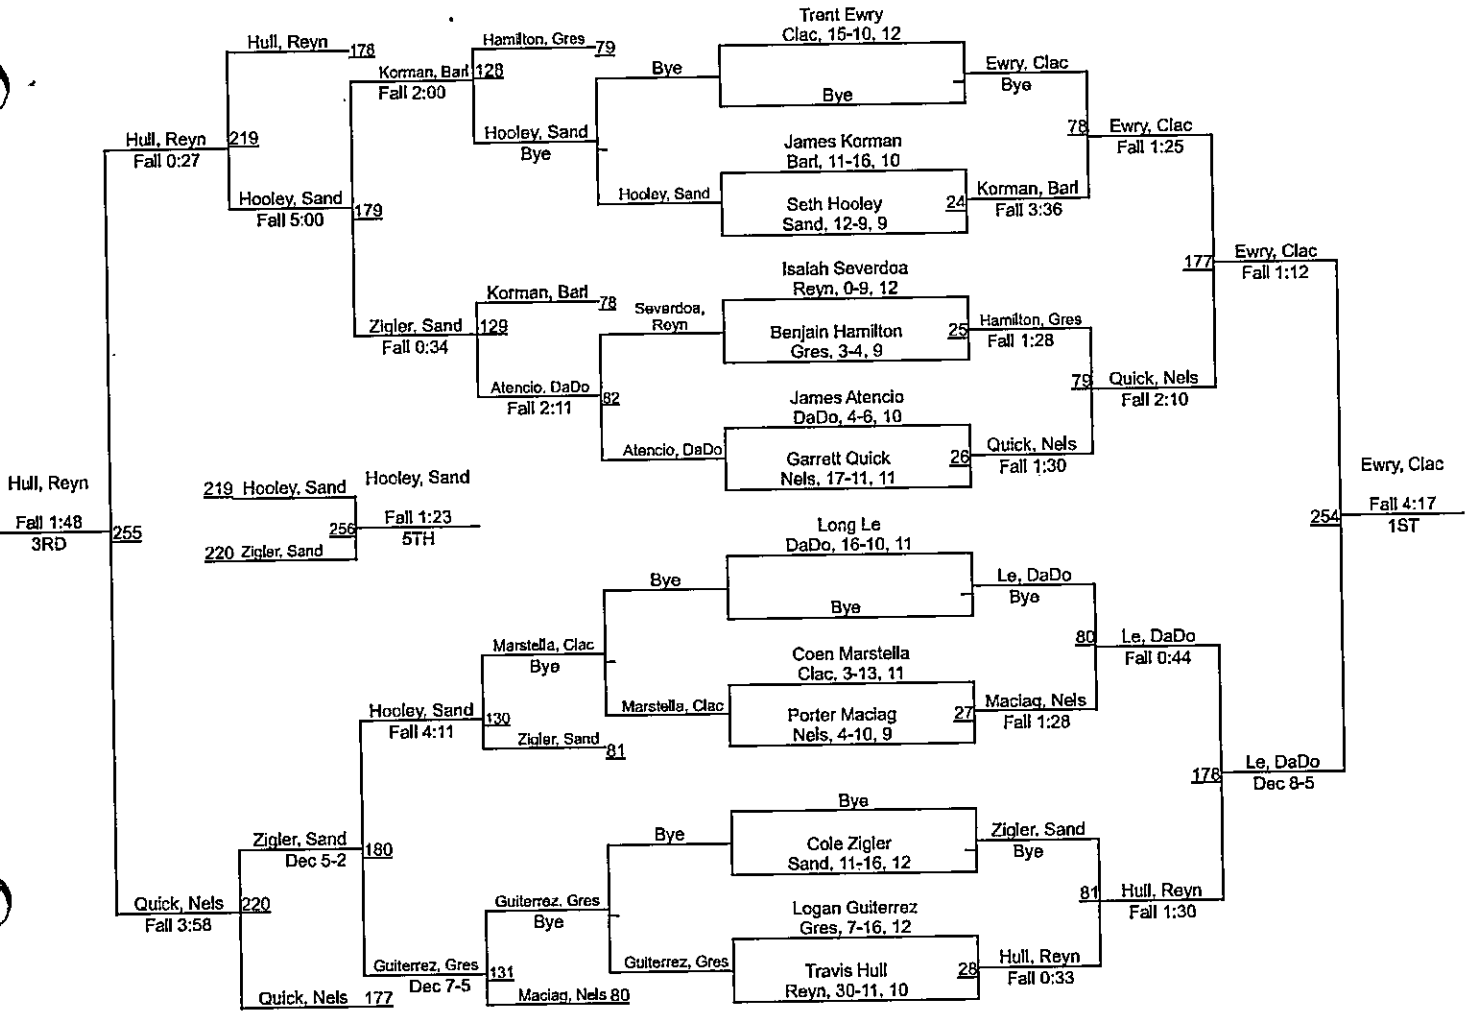 Trent Ewry
Clac, 15-10, 12
Bye
James Korman
Barl, 11-16, 10
Seth Hooley
Sand, 12-9, 9
24
Isaiah Severdoa
Reyn, 0-9, 12
Benjain Hamilton
Gres, 3-4, 9
25
James Atencio
DaDo, 4-6, 10
Garrett Quick
Nels, 17-11, 11
26
Long Le
DaDo, 16-10, 11
Bye
Coen Marstella
Clac, 3-13, 11
Porter Maciag
Nels, 4-10, 9
27
Bye
Cole Zigler
Sand, 11-16, 12
Logan Guiterrez
Gres, 7-16, 12
Travis Hull
Reyn, 30-11, 10
28
Ewry, Clac
Bye
Korman, Barl
Fall 3:36
78
Hamilton, Gres
Fall 1:28
Quick, Nels
Fall 1:30
79
Le, DaDo
Bye
Maciag, Nels
Fall 1:28
80
Zigler, Sand
Bye
Hull, Reyn
Fall 0:33
81
Ewry, Clac
Fall 1:25
Quick, Nels
Fall 2:10
177
Le, DaDo
Fall 0:44
Hull, Reyn
Fall 1:30
178
Ewry, Clac
Fall 1:12
Le, DaDo
Dec 8-5
254
Ewry, Clac
Fall 4:17
1ST
Bye
Hooley, Sand
Severdoa,
Reyn
Atencio, DaDo
82
Bye
Marstella, Clac
Bye
Guiterrez, Gres
Hamilton, Gres 79
Hooley, Sand
Bye
128
Korman, Barl 78
Atencio, DaDo
Fall 2:11
129
Marstella, Clac
Bye
Zigler, Sand 81
130
Guiterrez, Gres
Bye
Maciag, Nels 80
131
Korman, Barl
Fall 2:00
Zigler, Sand
Fall 0:34
179
Hooley, Sand
Fall 4:11
Guiterrez, Gres
Dec 7-5
180
Hull, Reyn 178
Hooley, Sand
Fall 5:00
219
Zigler, Sand
Dec 5-2
Quick, Nels 177
220
Hull, Reyn
Fall 0:27
Quick, Nels
Fall 3:58
255
Hull, Reyn
Fall 1:48
3RD
219 Hooley, Sand
220 Zigler, Sand
256
Hooley, Sand
Fall 1:23
5TH